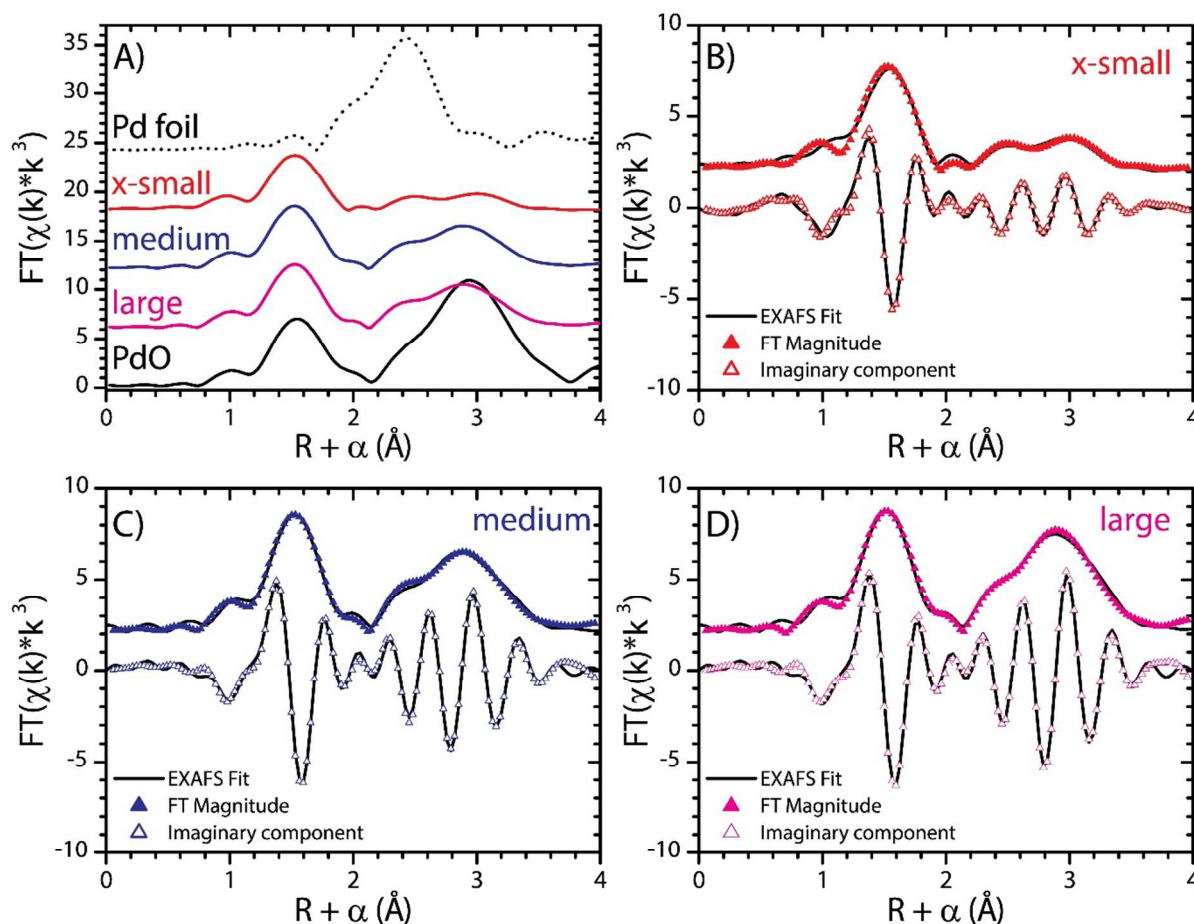 A)
FT(χ(k)*k³)
35
30
25
20
15
10
5
0
Pd foil
x-small
medium
large
PdO
0 1 2 3 4
R + α (Å)
B)
x-small
FT(χ(k)*k³)
10
5
0
-5
-10
EXAFS Fit
FT Magnitude
Imaginary component
0 1 2 3 4
R + α (Å)
C)
medium
FT(χ(k)*k³)
10
5
0
-5
-10
EXAFS Fit
FT Magnitude
Imaginary component
0 1 2 3 4
R + α (Å)
D)
large
FT(χ(k)*k³)
10
5
0
-5
-10
EXAFS Fit
FT Magnitude
Imaginary component
0 1 2 3 4
R + α (Å)